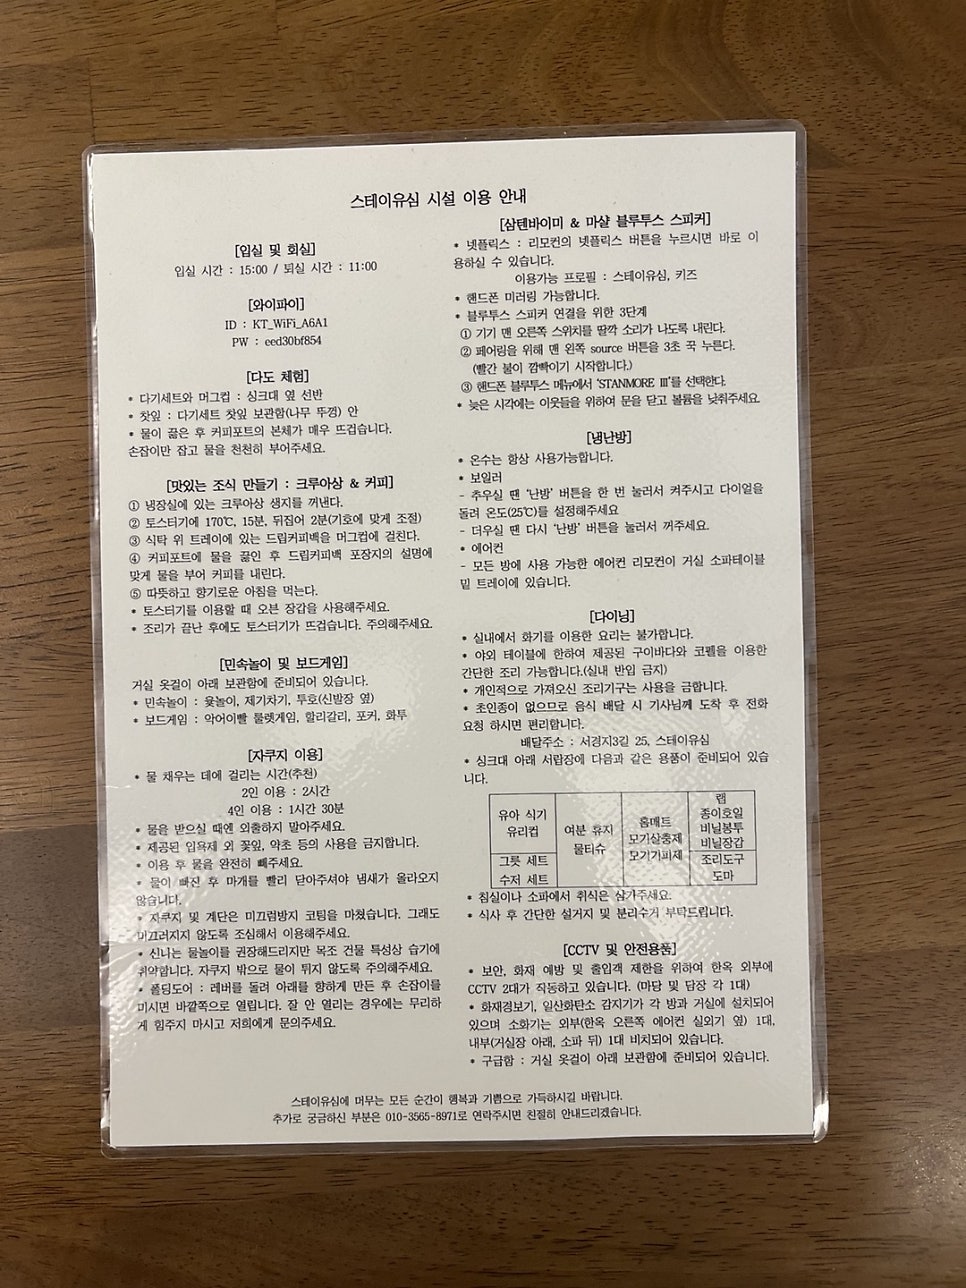 스테이유심 시설 이용 안내
[입실 및 회실]
입실 시간 : 15:00 / 퇴실 시간 : 11:00
[와이파이]
ID : KT_WiFi_A6A1
PW : eed30bf854
[다도 체험]
* 다기세트와 머그컵 : 싱크대 옆 선반
* 찻잎 : 다기세트 찻잎 보관함(나무 뚜껑) 안
* 물이 끓은 후 커피포트의 본체가 매우 뜨겁습니다.
손잡이만 잡고 물을 천천히 부어주세요.
[맛있는 조식 만들기 : 크루아상 & 커피]
① 냉장실에 있는 크루아상 생지를 꺼낸다.
② 토스터기에 170℃, 15분, 뒤집어 2분(기호에 맞게 조절)
③ 식탁 위 트레이에 있는 드립커피백을 머그컵에 걸친다.
④ 커피포트에 물을 끓인 후 드립커피백 포장지의 설명에
맞게 물을 부어 커피를 내린다.
⑤ 따뜻하고 향기로운 아침을 먹는다.
* 토스터기를 이용할 때 오븐 장갑을 사용해주세요.
* 조리가 끝난 후에도 토스터기가 뜨겁습니다. 주의해주세요.
[민속놀이 및 보드게임]
거실 옷걸이 아래 보관함에 준비되어 있습니다.
* 민속놀이 : 윷놀이, 제기차기, 투호(신발장 옆)
* 보드게임 : 악어이빨 룰렛게임, 할리갈리, 포커, 화투
[자쿠지 이용]
* 물 채우는 데에 걸리는 시간(추천)
2인 이용 : 2시간
4인 이용 : 1시간 30분
* 물을 받으실 때엔 외출하지 말아주세요.
* 제공된 입욕제 외 꽃잎, 약초 등의 사용을 금지합니다.
* 이용 후 물을 완전히 빼주세요.
* 물이 빠진 후 마개를 빨리 닫아주셔야 냄새가 올라오지
않습니다.
* 자쿠지 및 계단은 미끄럼방지 코팅을 마쳤습니다. 그래도
미끄러지지 않도록 조심해서 이용해주세요.
* 신나는 물놀이를 권장해드리지만 목조 건물 특성상 습기에
취약합니다. 자쿠지 밖으로 물이 튀지 않도록 주의해주세요.
* 폴딩도어 : 레버를 돌려 아래를 향하게 만든 후 손잡이를
미시면 바깥쪽으로 열립니다. 잘 안 열리는 경우에는 무리하
게 힘주지 마시고 저희에게 문의주세요.
[삼텐바이미 & 마샬 블루투스 스피커]
* 넷플릭스 : 리모컨의 넷플릭스 버튼을 누르시면 바로 이
용하실 수 있습니다.
이용가능 프로필 : 스테이유심, 키즈
* 핸드폰 미러링 가능합니다.
* 블루투스 스피커 연결을 위한 3단계
① 기기 맨 오른쪽 스위치를 딸깍 소리가 나도록 내린다.
② 페어링을 위해 맨 왼쪽 source 버튼을 3초 꾹 누른다.
(빨간 불이 깜빡이기 시작합니다.)
③ 핸드폰 블루투스 메뉴에서 'STANMORE Ⅲ'를 선택한다.
* 늦은 시각에는 이웃들을 위하여 문을 닫고 볼륨을 낮춰주세요.
[냉난방]
* 온수는 항상 사용가능합니다.
* 보일러
- 추우실 땐 '난방' 버튼을 한 번 눌러서 켜주시고 다이얼을
돌려 온도(25℃)를 설정해주세요
- 더우실 땐 다시 '난방' 버튼을 눌러서 꺼주세요.
* 에어컨
- 모든 방에 사용 가능한 에어컨 리모컨이 거실 소파테이블
밑 트레이에 있습니다.
[다이닝]
* 실내에서 화기를 이용한 요리는 불가합니다.
* 야외 테이블에 한하여 제공된 구이바다와 코펠을 이용한
간단한 조리 가능합니다.(실내 반입 금지)
* 개인적으로 가져오신 조리기구는 사용을 금합니다.
* 초인종이 없으므로 음식 배달 시 기사님께 도착 후 전화
요청 하시면 편리합니다.
배달주소 : 서경지3길 25, 스테이유심
* 싱크대 아래 서랍장에 다음과 같은 용품이 준비되어 있습
니다.
유아 식기
유리컵
그릇 세트
수저 세트
여분 휴지
물티슈
홈매트
모기살충제
모기기피제
랩
종이호일
비닐봉투
비닐장갑
조리도구
도마
* 침실이나 소파에서 취식은 삼가주세요.
* 식사 후 간단한 설거지 및 분리수거 부탁드립니다.
[CCTV 및 안전용품]
* 보안, 화재 예방 및 출입객 제한을 위하여 한옥 외부에
CCTV 2대가 작동하고 있습니다. (마당 및 담장 각 1대)
* 화재경보기, 일산화탄소 감지기가 각 방과 거실에 설치되어
있으며 소화기는 외부(한옥 오른쪽 에어컨 실외기 옆) 1대,
내부(거실장 아래, 소파 뒤) 1대 비치되어 있습니다.
* 구급함 : 거실 옷걸이 아래 보관함에 준비되어 있습니다.
스테이유심에 머무는 모든 순간이 행복과 기쁨으로 가득하시길 바랍니다.
추가로 궁금하신 부분은 010-3565-8971로 연락주시면 친절히 안내드리겠습니다.